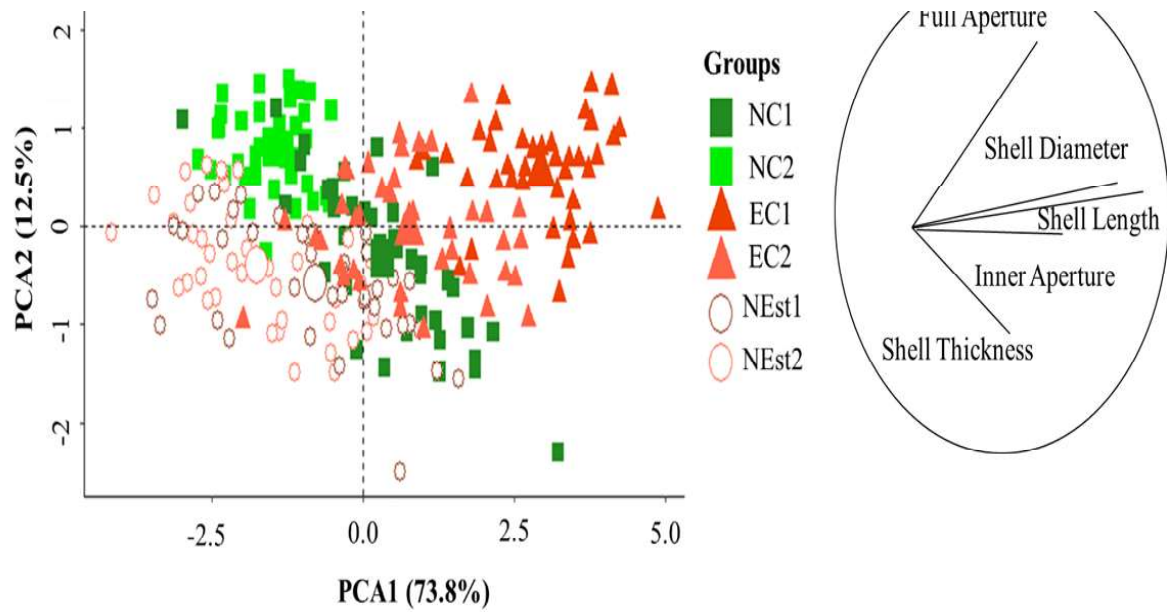 Full Aperture
2
Groups
NC1
1
Shell Diameter
NC2
EC1
0
Shell Length
EC2
Inner Aperture
NEst1
-1
Shell Thickness
NEst2
-2
PCA2 (12.5%)
-2.5
0.0
2.5
5.0
PCA1 (73.8%)